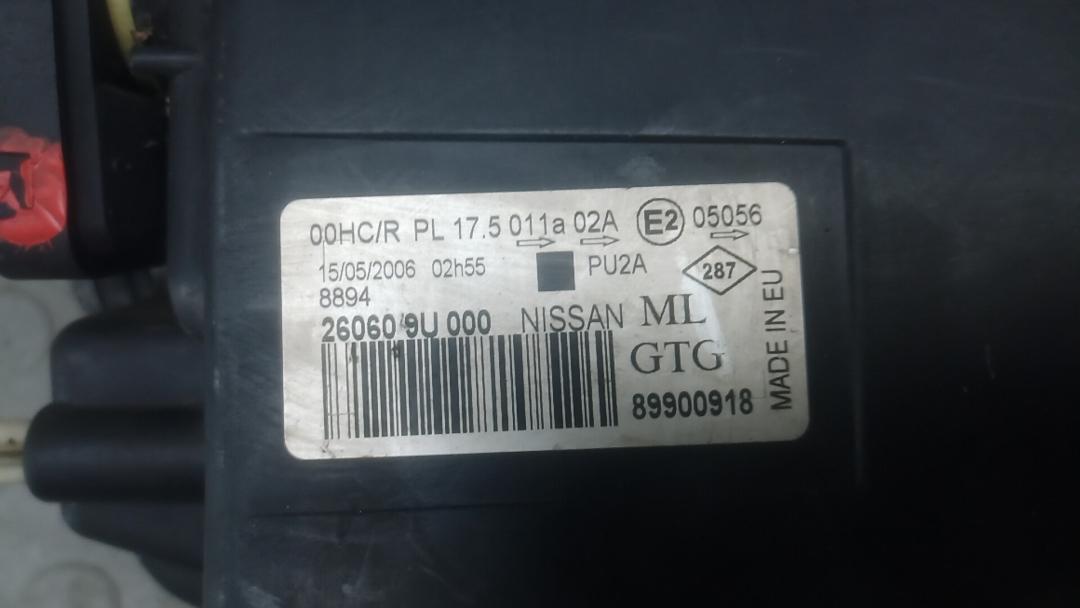 00HC/R PL 17.5 011a 02A E2 05056
15/05/2006 02h55 PU2A 287
8894
26060 9U 000 NISSAN ML
GTG
89900918
MADE IN EU